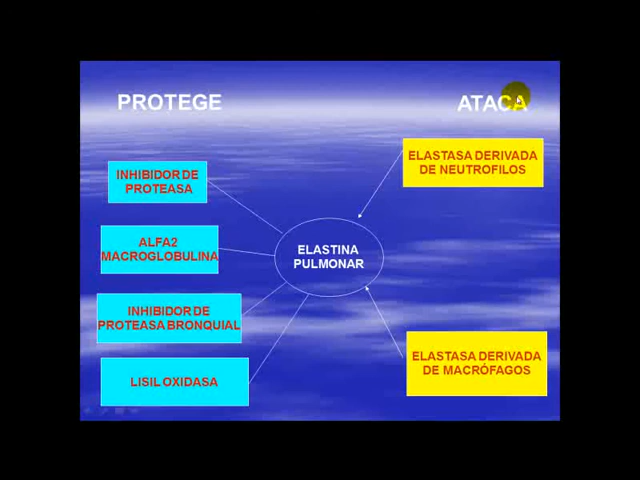 PROTEGE
ATACA
INHIBIDOR DE
PROTEASA
ALFA2
MACROGLOBULINA
INHIBIDOR DE
PROTEASA BRONQUIAL
LISIL OXIDASA
ELASTINA
PULMONAR
ELASTASA DERIVADA
DE NEUTROFILOS
ELASTASA DERIVADA
DE MACRÓFAGOS